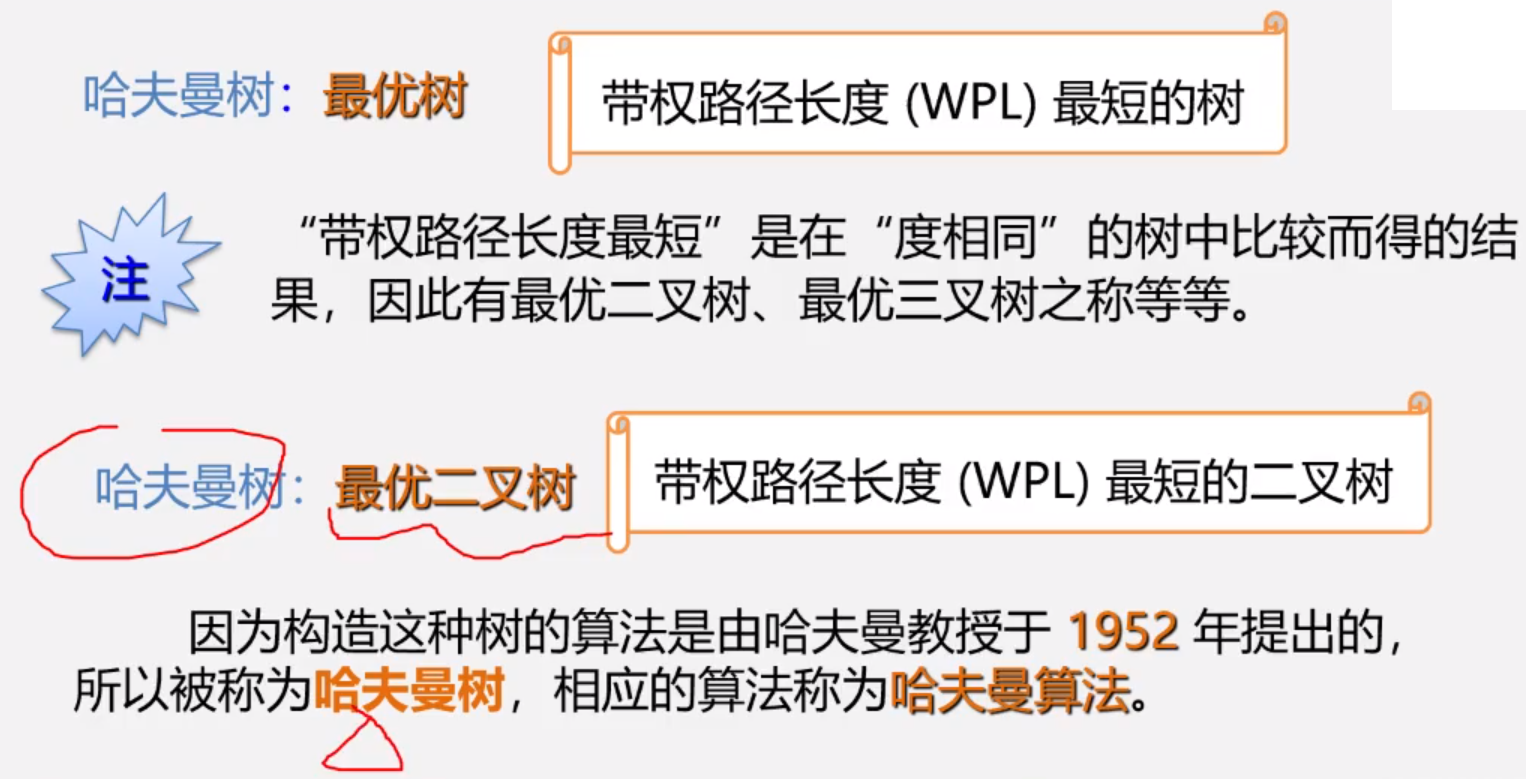 哈夫曼树：最优树 带权路径长度 (WPL) 最短的树
注 “带权路径长度最短”是在“度相同”的树中比较而得的结
果，因此有最优二叉树、最优三叉树之称等等。
哈夫曼树：最优二叉树 带权路径长度 (WPL) 最短的二叉树
因为构造这种树的算法是由哈夫曼教授于 1952 年提出的，
所以被称为哈夫曼树，相应的算法称为哈夫曼算法。